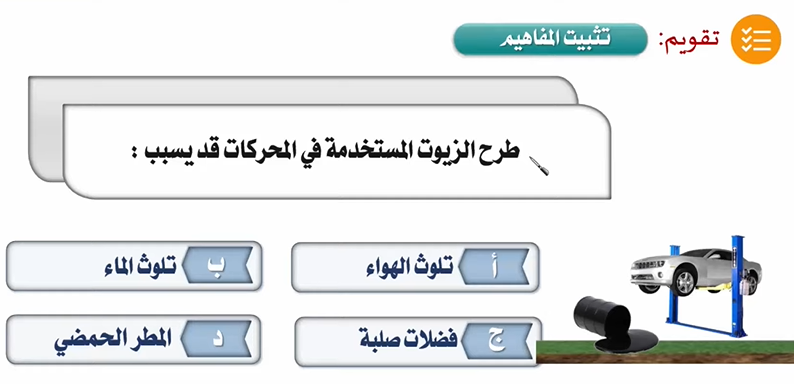 تقويم:
تثبيت المفاهيم
طرح الزيوت المستخدمة في المحركات قد يسبب :
أ تلوث الهواء
ب تلوث الماء
ج فضلات صلبة
د المطر الحمضي